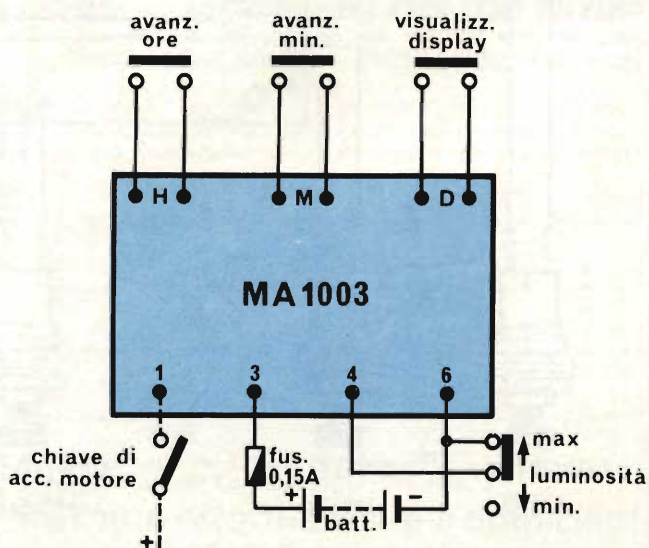 avanz.
ore
avanz.
min.
visualizz.
display
H
M
D
MA1003
1
3
4
6
chiave di
acc. motore
+
fus.
0,15A
+
batt.
-
max
luminosità
min.